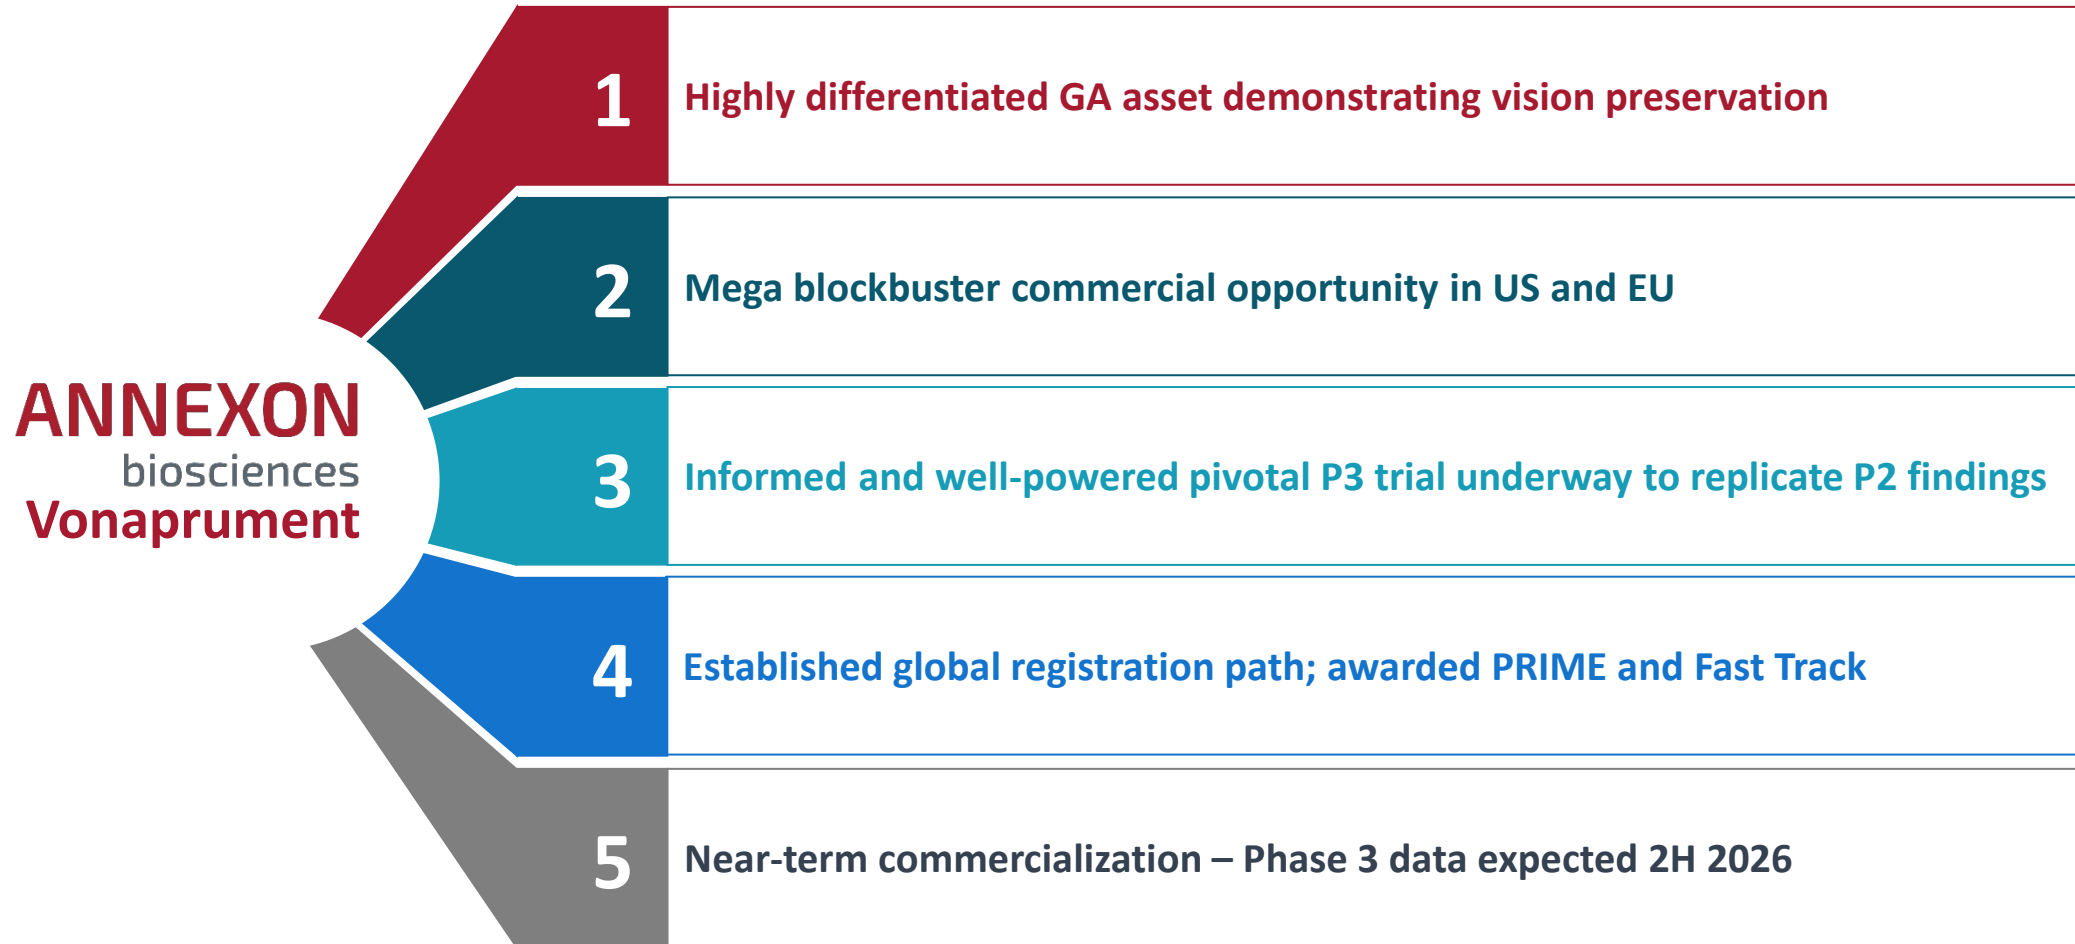 ANNEXON
biosciences
Vonaprument
1
Highly differentiated GA asset demonstrating vision preservation
2
Mega blockbuster commercial opportunity in US and EU
3
Informed and well-powered pivotal P3 trial underway to replicate P2 findings
4
Established global registration path; awarded PRIME and Fast Track
5
Near-term commercialization – Phase 3 data expected 2H 2026